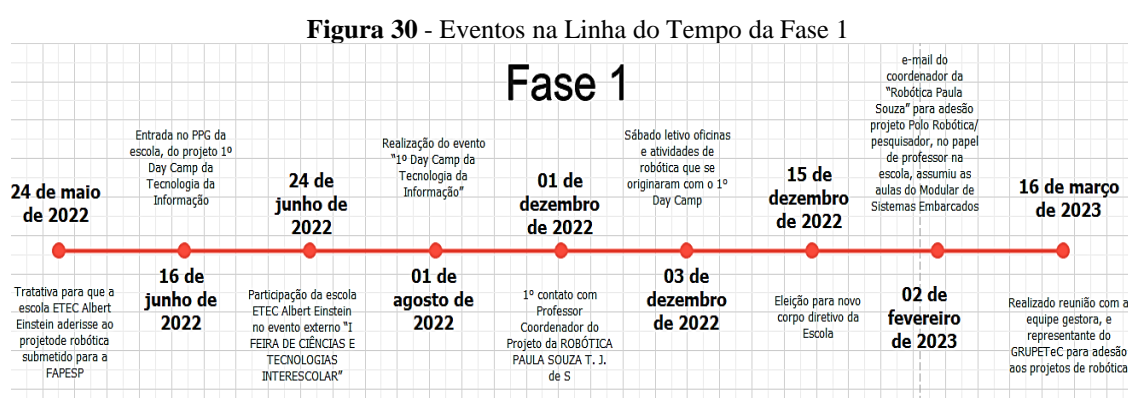 Figura 30 - Eventos na Linha do Tempo da Fase 1
Fase 1
24 de maio
de 2022
Tratativa para que a
escola ETEC Albert
Einstein aderisse ao
projetode robótica
submetido para a
FAPESP
Entrada no PPG da
escola, do projeto 1º
Day Camp da
Tecnologia da
Informação
16 de
junho de
2022
24 de
junho de
2022
Participação da escola
ETEC Albert Einstein
no evento externo "I
FEIRA DE CIÊNCIAS E
TECNOLOGIAS
INTERESCOLAR"
Realização do evento
"1º Day Camp da
Tecnologia da
Informação"
01 de
agosto de
2022
01 de
dezembro
de 2022
1º contato com
Professor
Coordenador do
Projeto da ROBÓTICA
PAULA SOUZA T. J.
de S
Sábado letivo oficinas
e atividades de
robótica que se
originaram com o 1º
Day Camp
03 de
dezembro
de 2022
15 de
dezembro
de 2022
Eleição para novo
corpo diretivo da
Escola
e-mail do
coordenador da
"Robótica Paula
Souza" para adesão
projeto Polo Robótica/
pesquisador, no papel
de professor na
escola, assumiu as
aulas do Modular de
Sistemas Embarcados
02 de
fevereiro
de 2023
16 de março
de 2023
Realizado reunião com a
equipe gestora, e
representante do
GRUPETeC para adesão
aos projetos de robótica